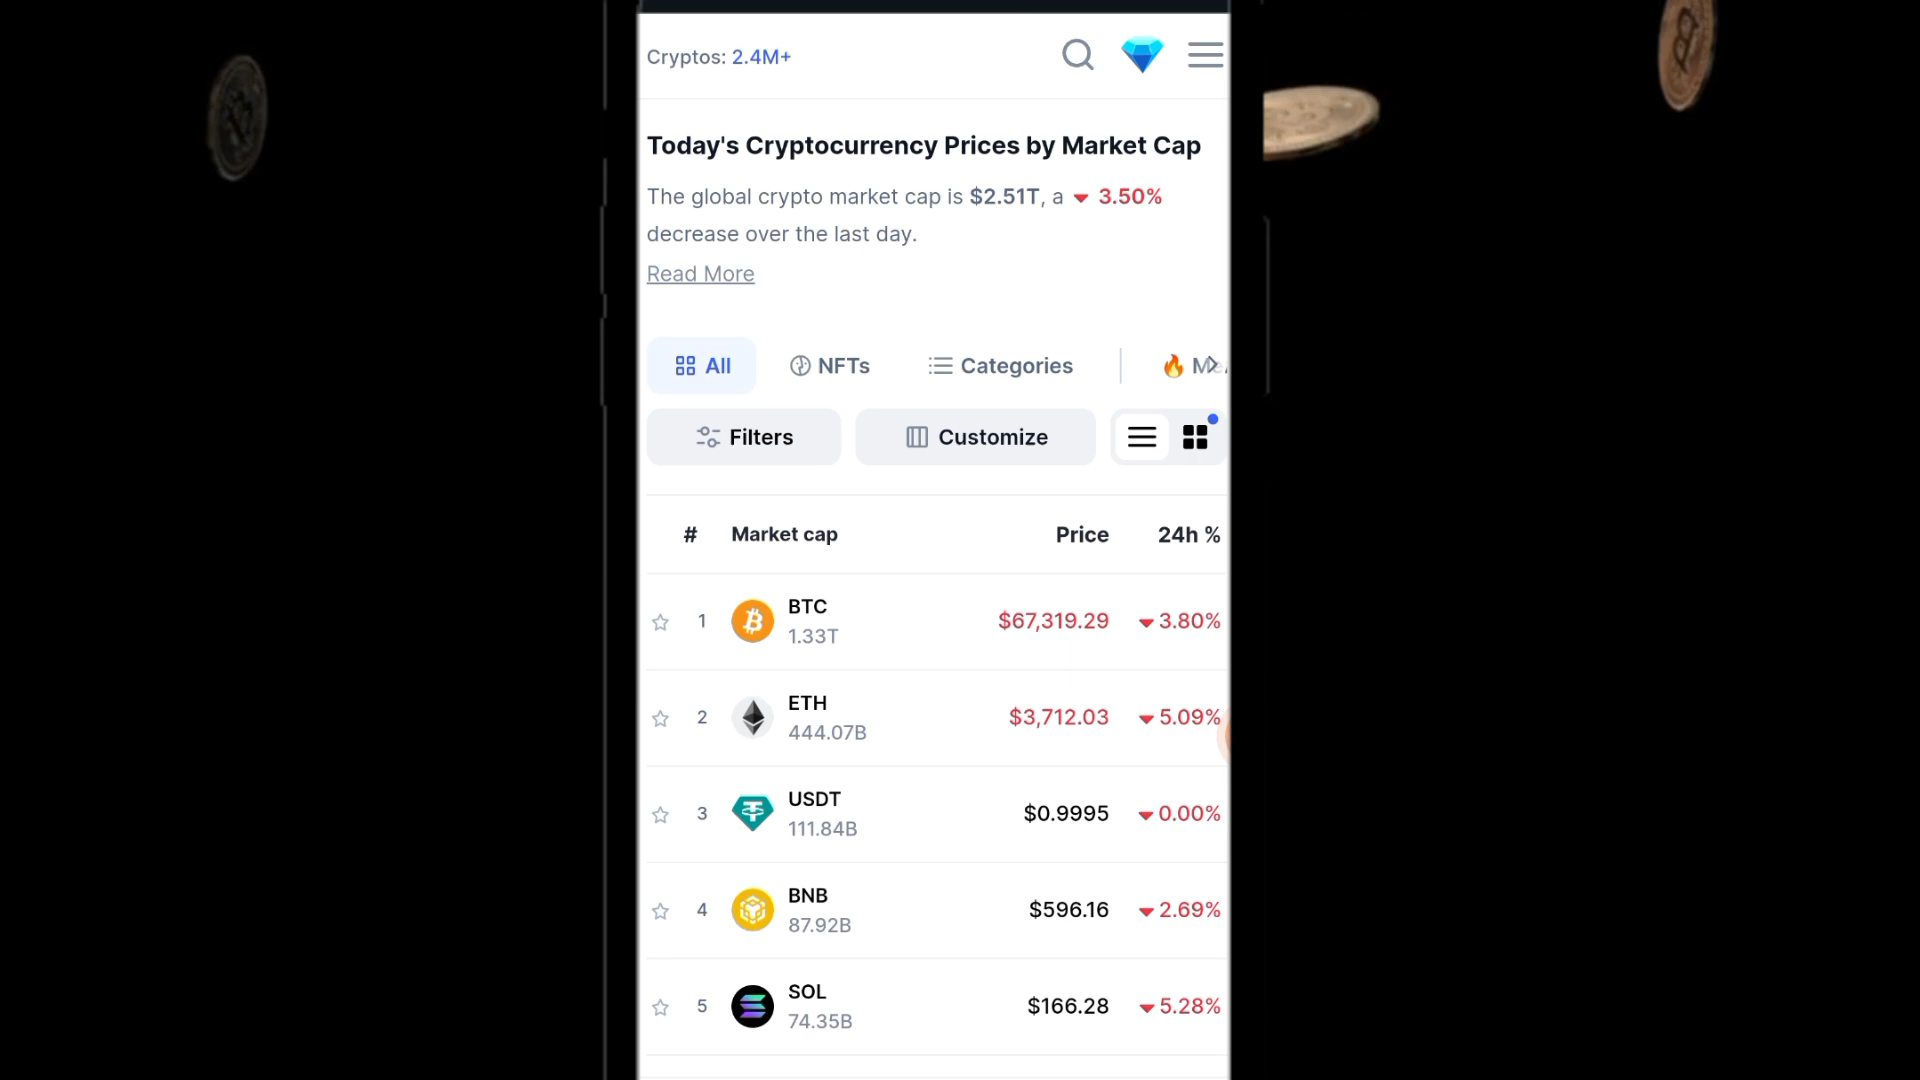 Cryptos: 2.4M+
Today's Cryptocurrency Prices by Market Cap
The global crypto market cap is $2.51T, a 3.50%
decrease over the last day.
Read More
All NFTs Categories
Filters Customize
# Market cap Price 24h %
BTC
1 $67,319.29 3.80%
1.33T
ETH
2 $3,712.03 5.09%
444.07B
USDT
3 $0.9995 0.00%
111.84B
BNB
4 $596.16 2.69%
87.92B
SOL
5 $166.28 5.28%
74.35B